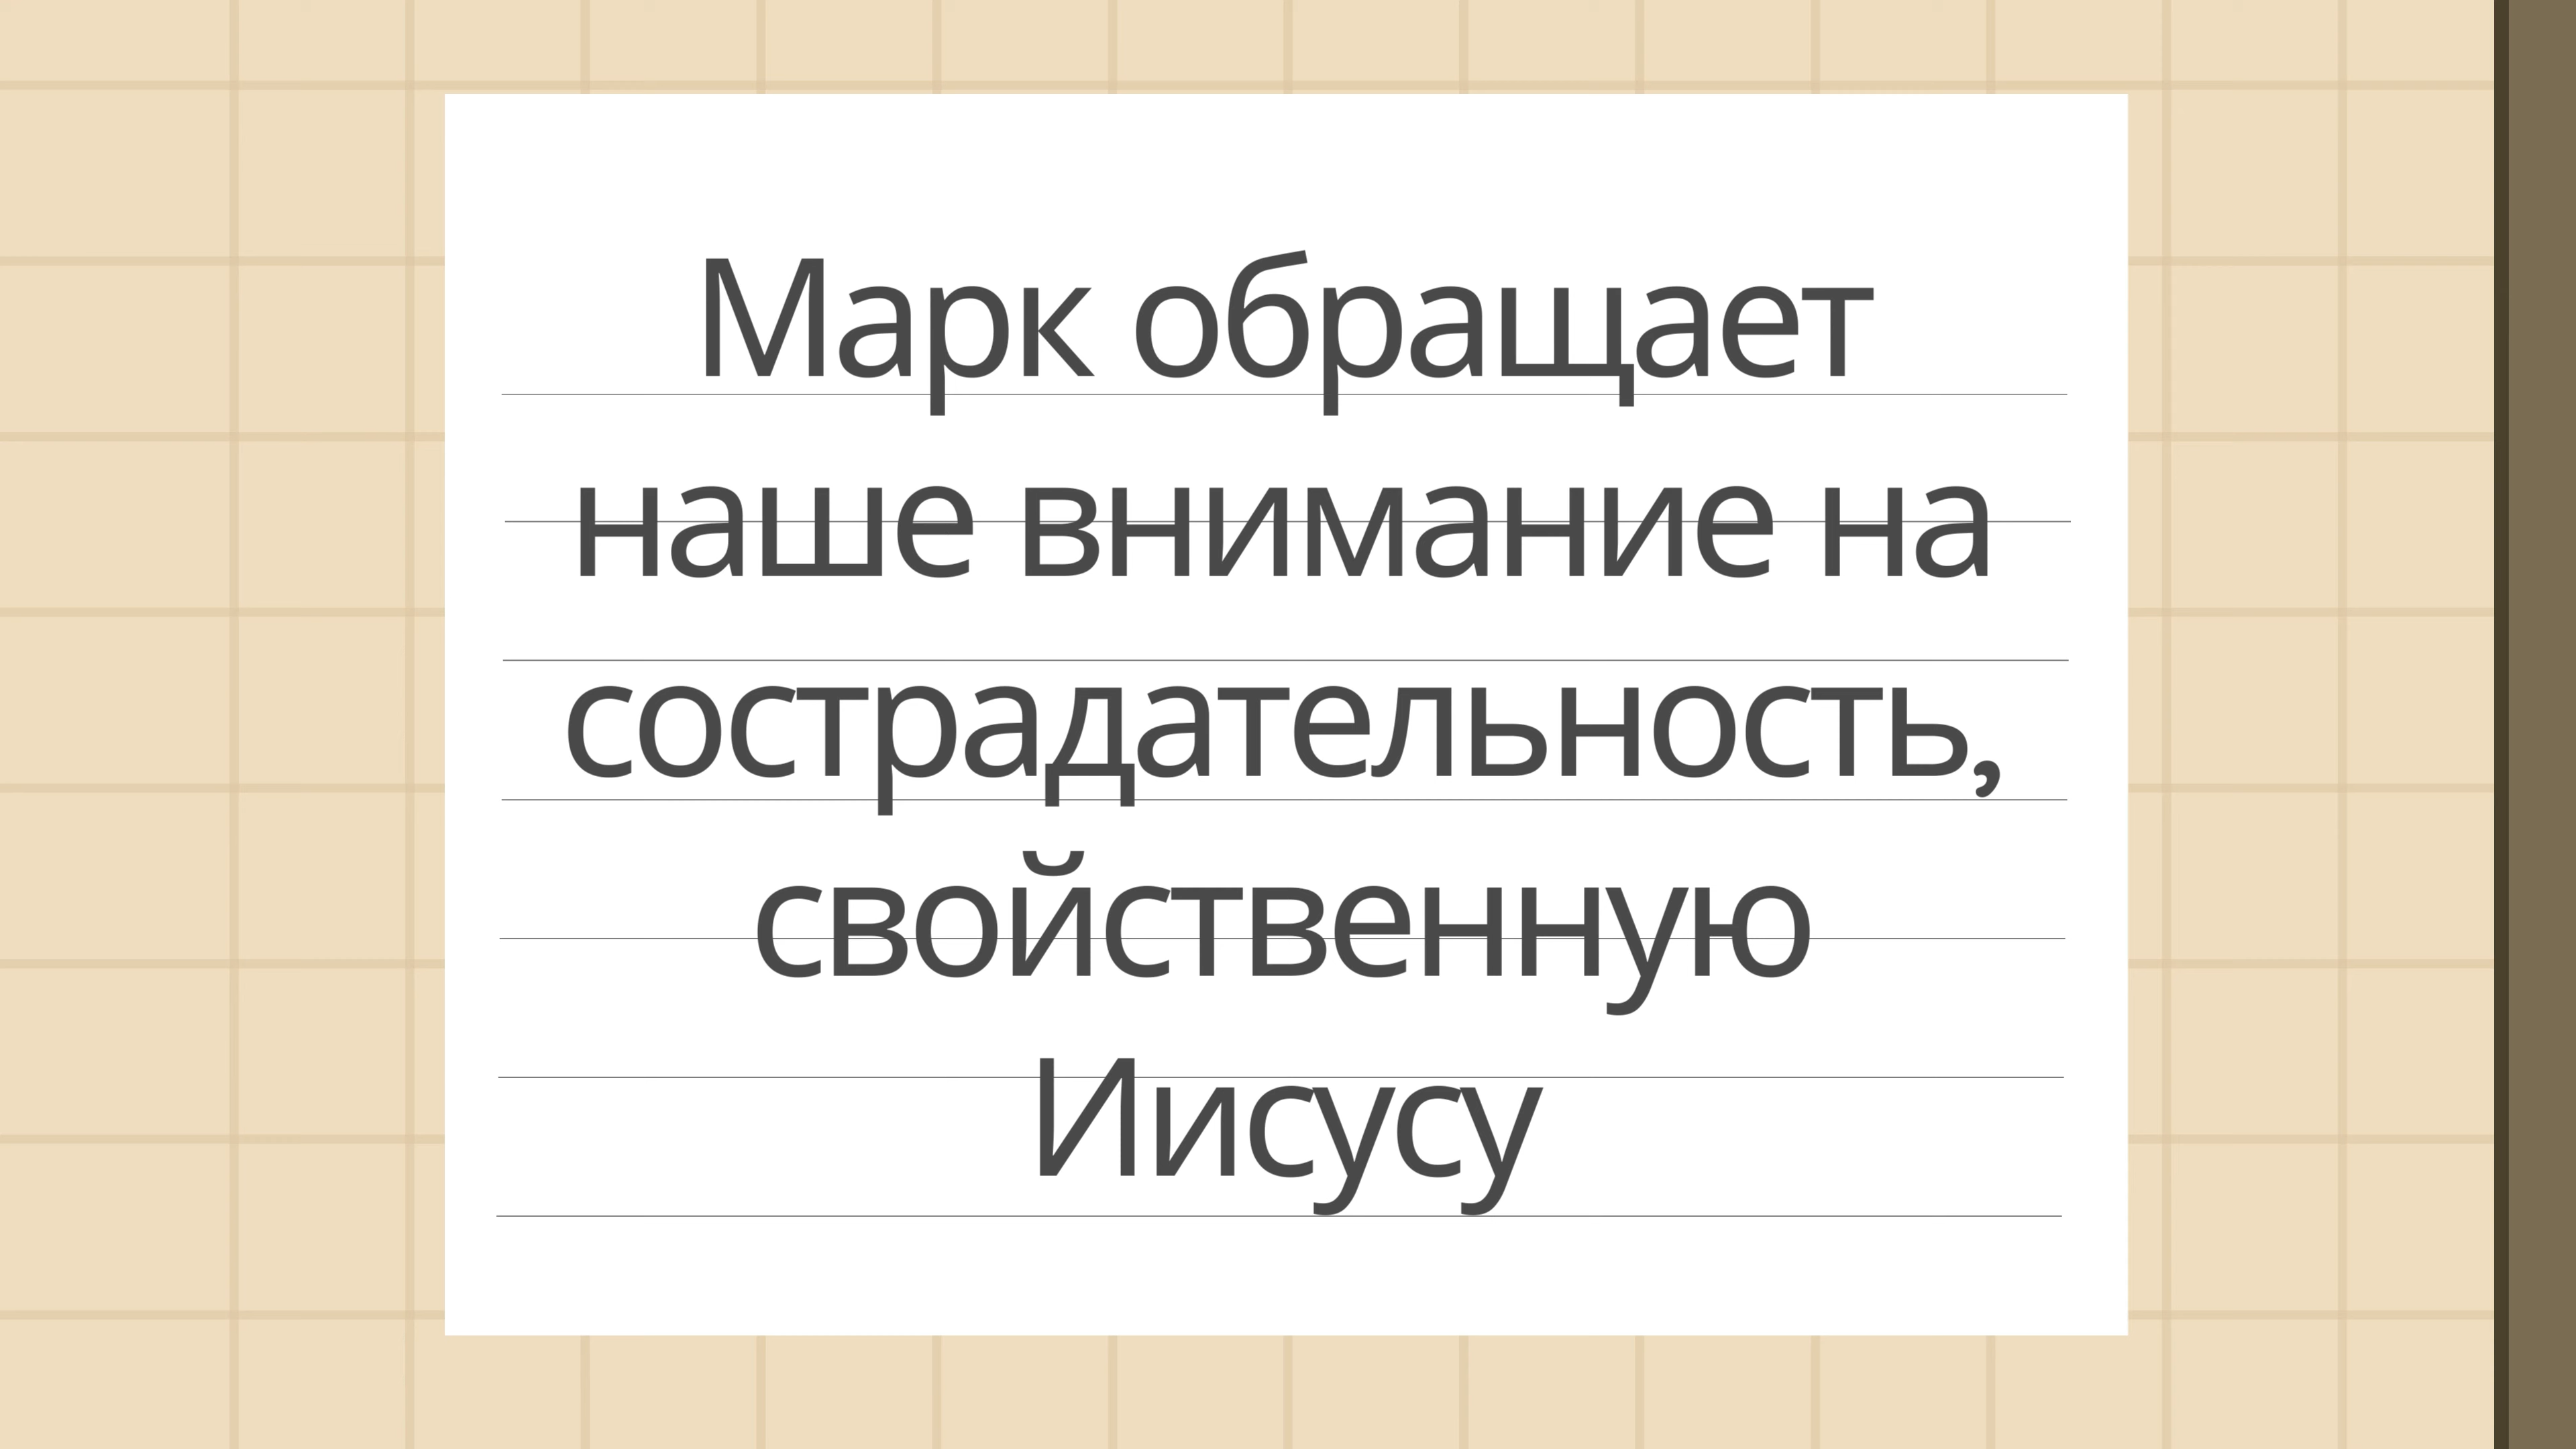 Марк обращает
наше внимание на
сострадательность,
свойственную
Иисусу